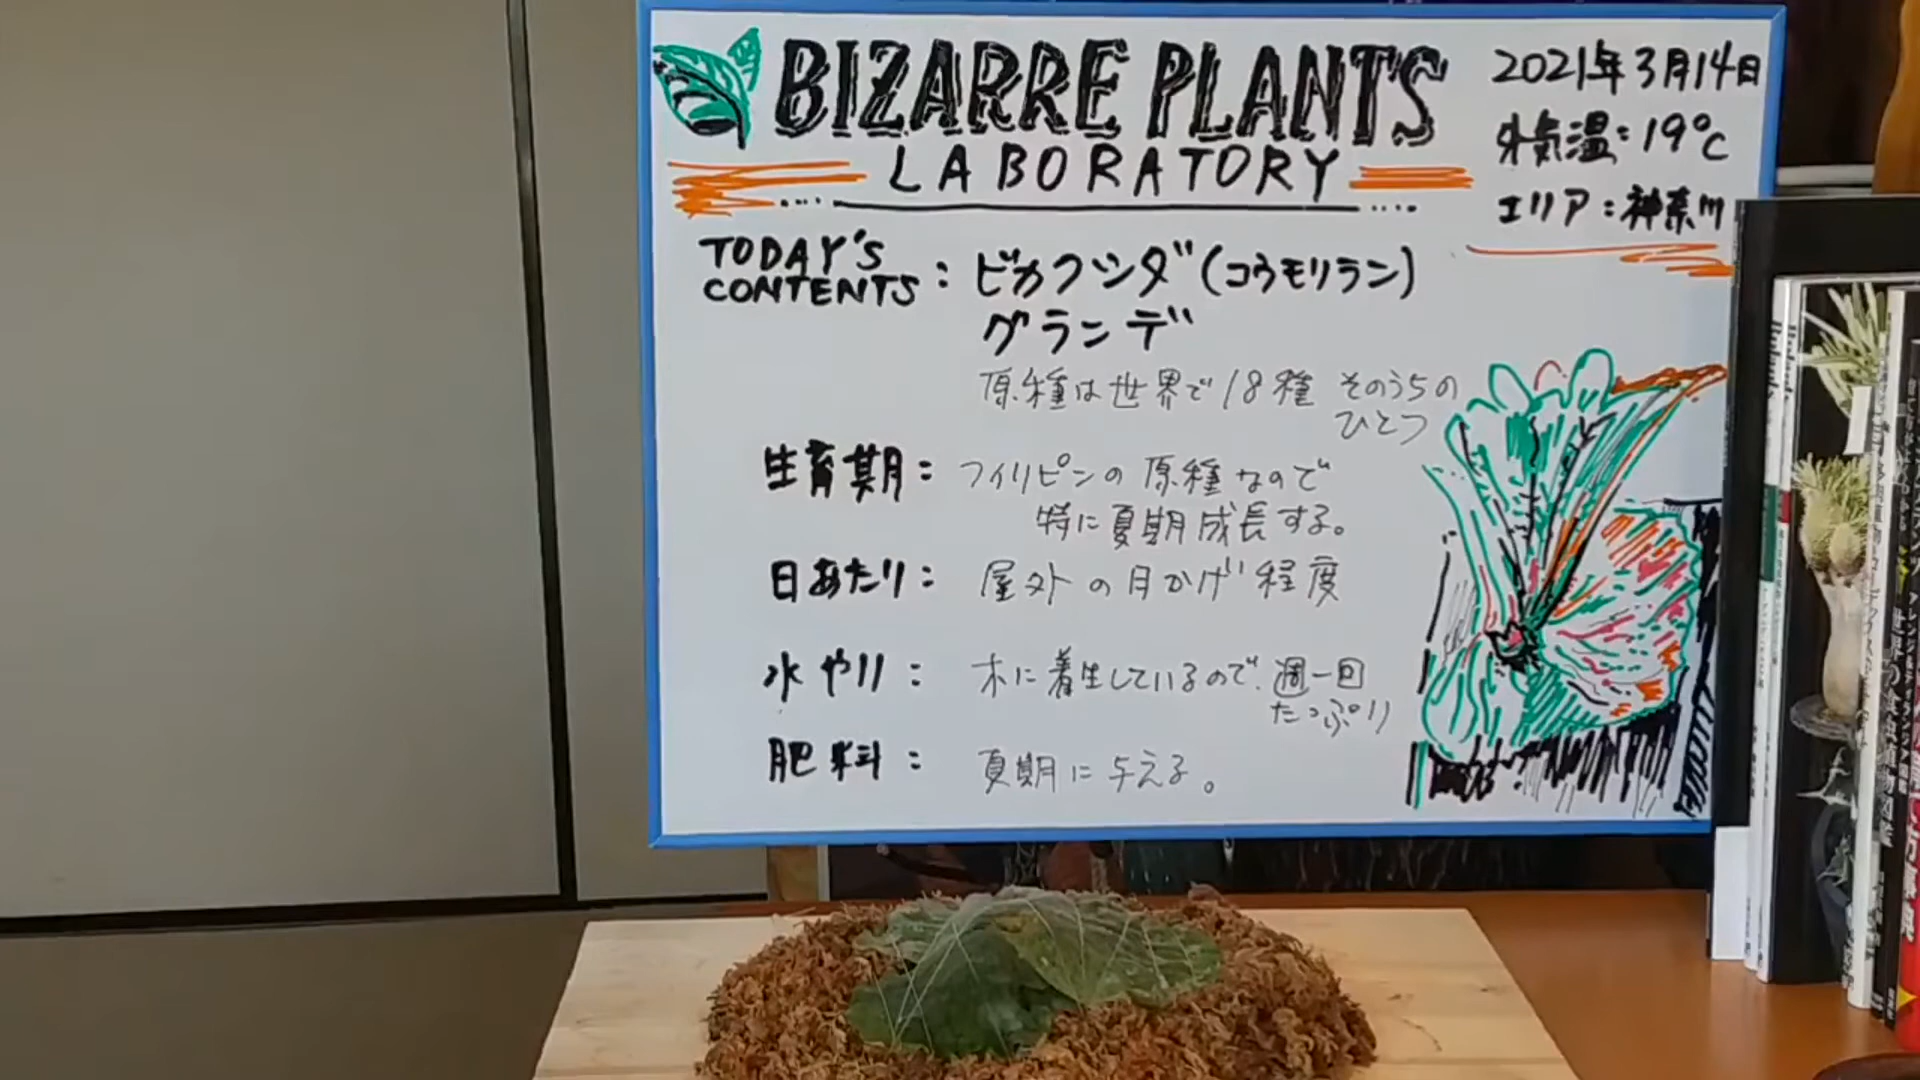 BIZARRE PLANTS
LABORATORY
2021年3月14日
外気温:19℃
エリア:神奈川
TODAY'S
CONTENTS : ビカクシダ(コウモリラン)
グランデ
原種は世界で18種 そのうちの
ひとつ
生育期: フィリピンの原種なので
特に夏期成長する。
日あたり: 屋外の日かげ程度
水やり: 木に着生しているので、週一回
たっぷり
肥料: 夏期に与える。